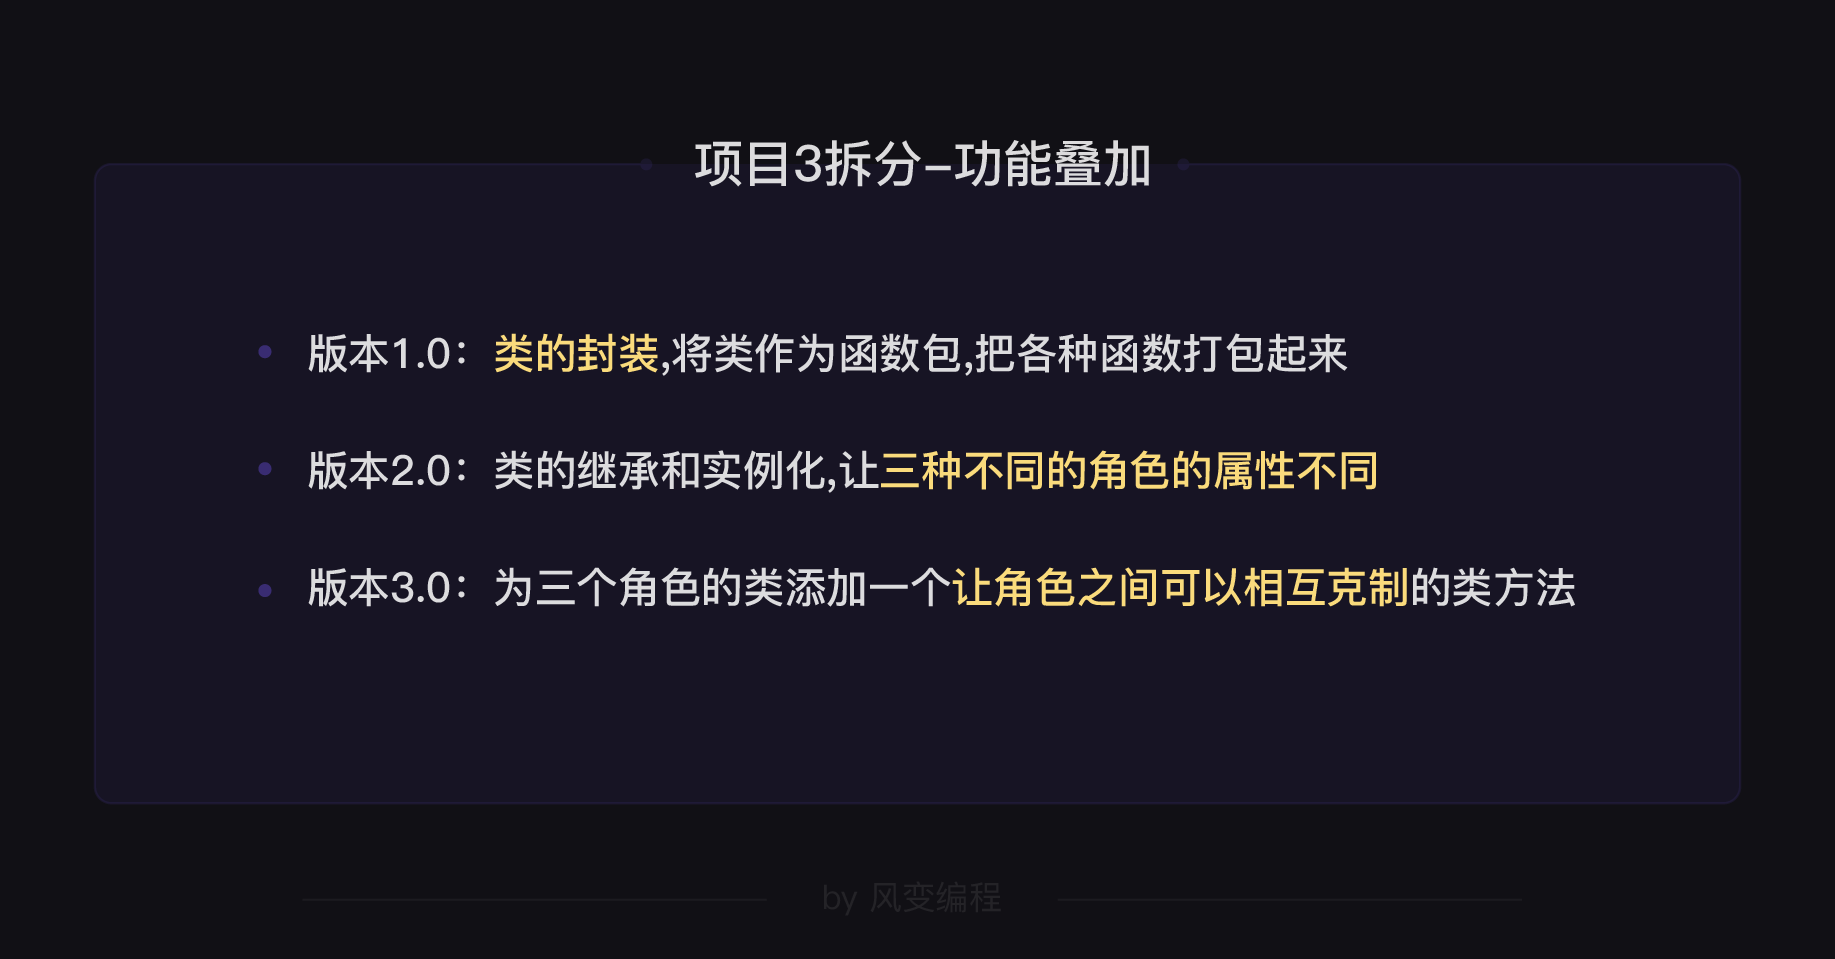 项目3拆分–功能叠加
版本1.0：类的封装,将类作为函数包,把各种函数打包起来
版本2.0：类的继承和实例化,让三种不同的角色的属性不同
版本3.0：为三个角色的类添加一个让角色之间可以相互克制的类方法
by 风变编程